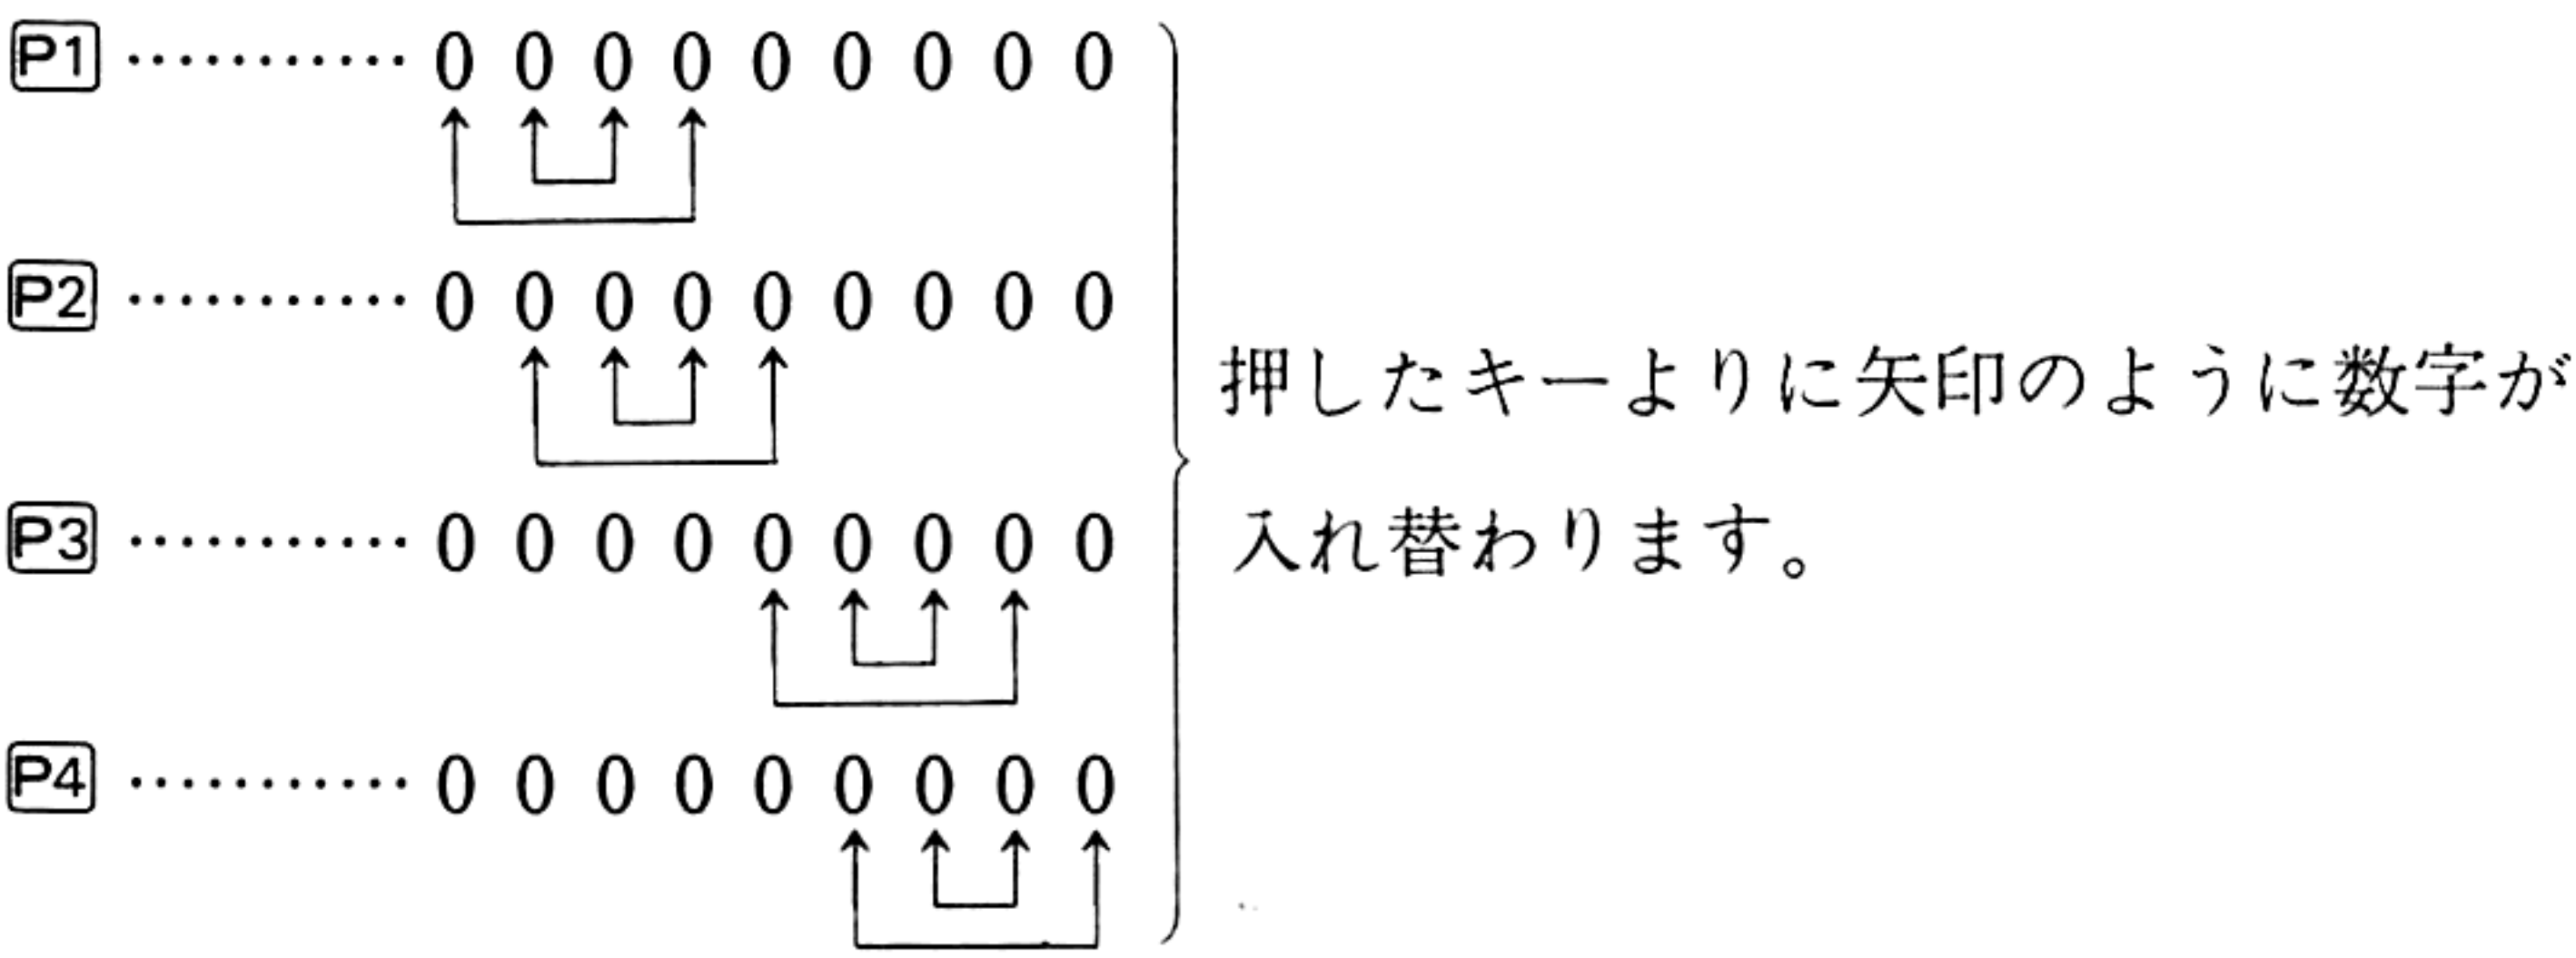 P1 ・・・・・・・・・・・ 0 0 0 0 0 0 0 0 0
P2 ・・・・・・・・・・・ 0 0 0 0 0 0 0 0 0
押したキーよりに矢印のように数字が
P3 ・・・・・・・・・・・ 0 0 0 0 0 0 0 0 0
入れ替わります。
P4 ・・・・・・・・・・・ 0 0 0 0 0 0 0 0 0